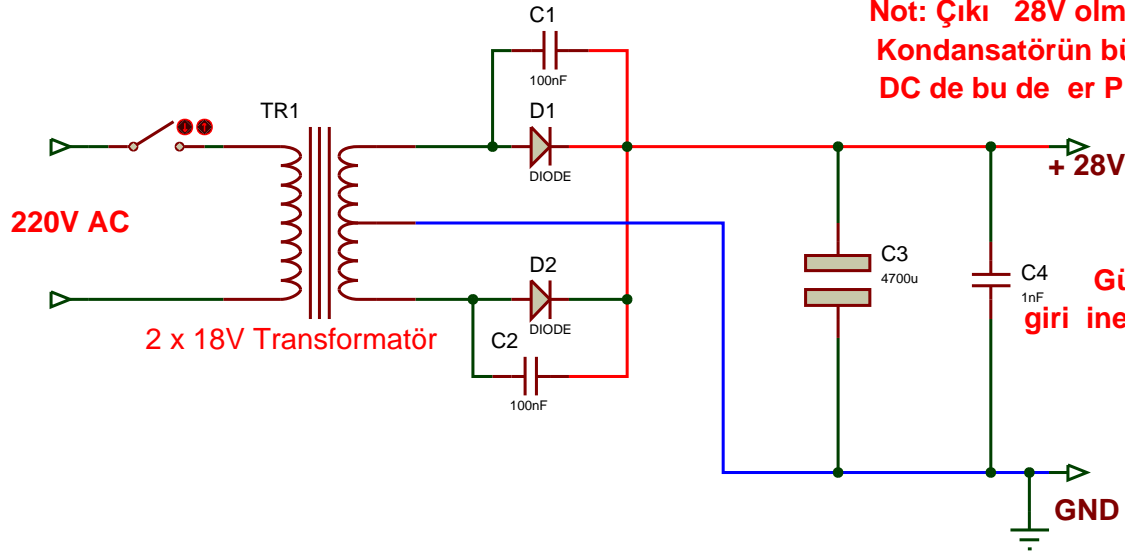 Not: Çıkı 28V olm
Kondansatörün bü
DC de bu de er P
C1
100nF
TR1
D1
DIODE
+ 28V
220V AC
C3
4700u
C4
1nF
Gü
giri ine
D2
DIODE
2 x 18V Transformatör
C2
100nF
GND